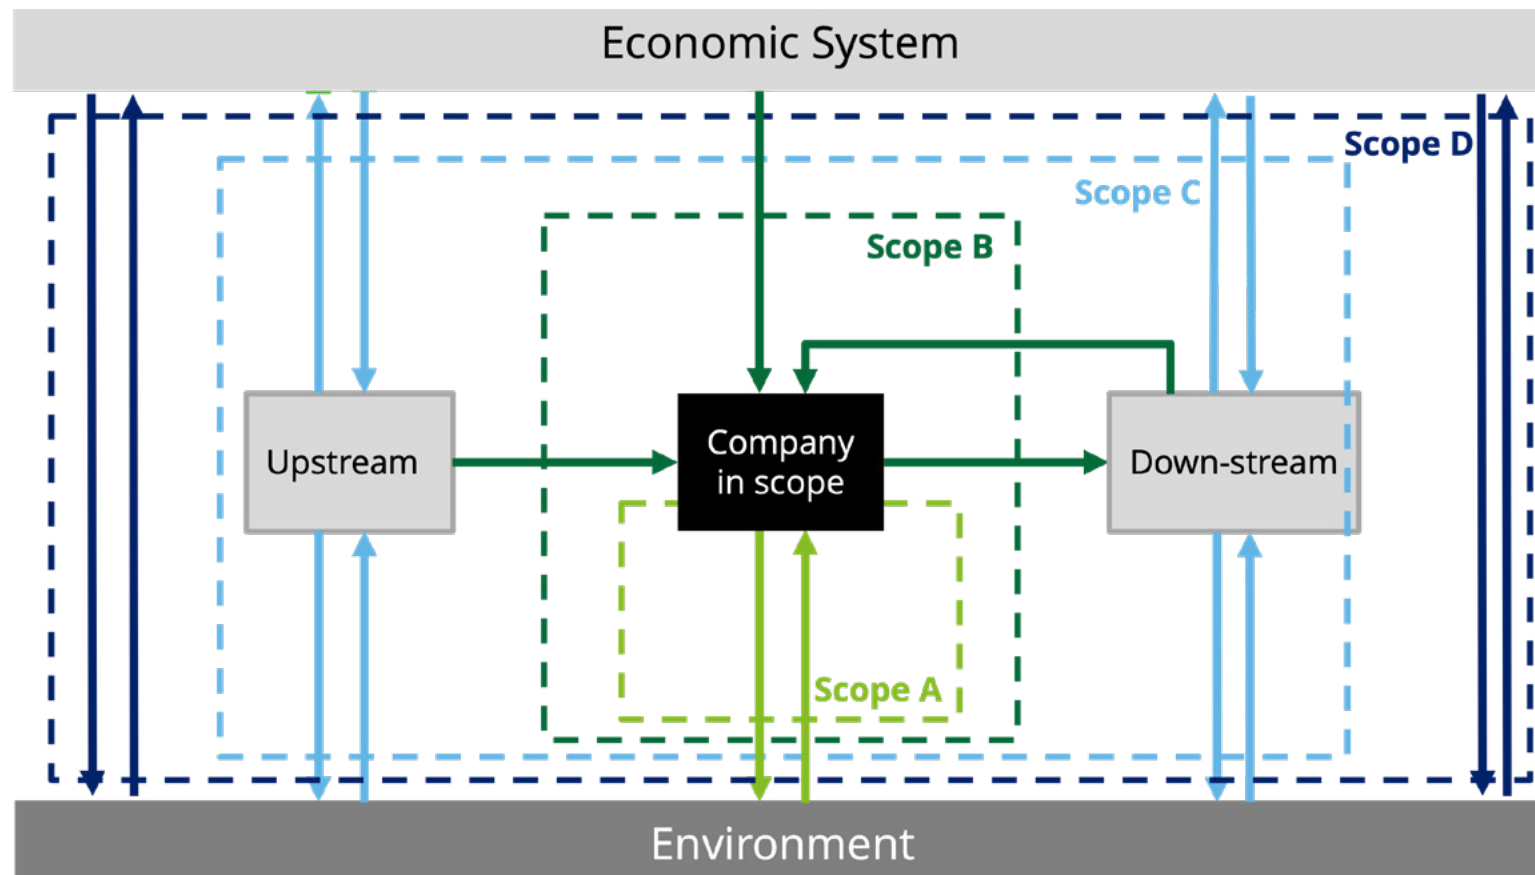 Economic System
Scope D
Scope C
Scope B
Upstream
Company
in scope
Down-stream
Scope A
Environment